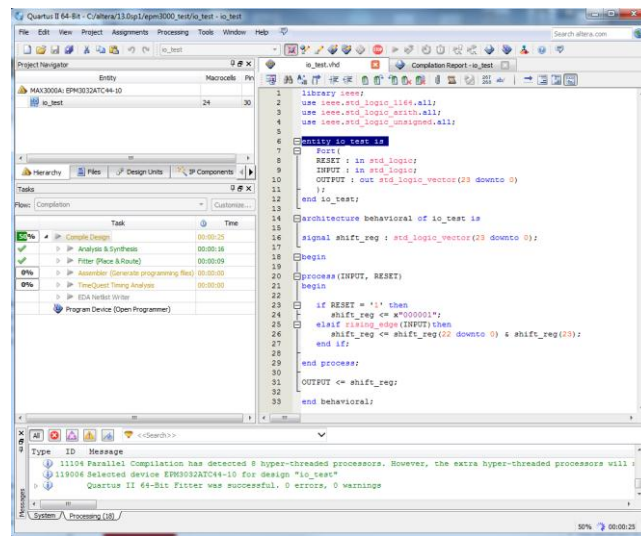 Quartus II 64-Bit - C:/altera/13.0sp1/epm3000_test/io_test - io_test
File Edit View Project Assignments Processing Tools Window Help
Search altera.com
io_test
Project Navigator
Entity Macrocells Pin
MAX3000A: EPM3032ATC44-10
io_test 24 30
Hierarchy Files Design Units IP Components
Tasks
Flow: Compilation Customize...
Task Time
50% Compile Design 00:00:25
Analysis & Synthesis 00:00:16
Fitter (Place & Route) 00:00:09
0% Assembler (Generate programming files) 00:00:00
0% TimeQuest Timing Analysis 00:00:00
EDA Netlist Writer
Program Device (Open Programmer)
io_test.vhd Compilation Report - io_test
1 library ieee;
2 use ieee.std_logic_1164.all;
3 use ieee.std_logic_arith.all;
4 use ieee.std_logic_unsigned.all;
5
6 entity io_test is
7 Port(
8 RESET : in std_logic;
9 INPUT : in std_logic;
10 OUTPUT : out std_logic_vector(23 downto 0)
11 );
12 end io_test;
13
14 architecture behavioral of io_test is
15
16 signal shift_reg : std_logic_vector(23 downto 0);
17
18 begin
19
20 process(INPUT, RESET)
21 begin
22
23 if RESET = '1' then
24 shift_reg <= x"000001";
25 elsif rising_edge(INPUT)then
26 shift_reg <= shift_reg(22 downto 0) & shift_reg(23);
27 end if;
28
29 end process;
30
31 OUTPUT <= shift_reg;
32
33 end behavioral;
All <<Search>>
Type ID Message
11104 Parallel Compilation has detected 8 hyper-threaded processors. However, the extra hyper-threaded processors will
119006 Selected device EPM3032ATC44-10 for design "io_test"
Quartus II 64-Bit Fitter was successful. 0 errors, 0 warnings
Messages
System Processing (18)
50% 00:00:25